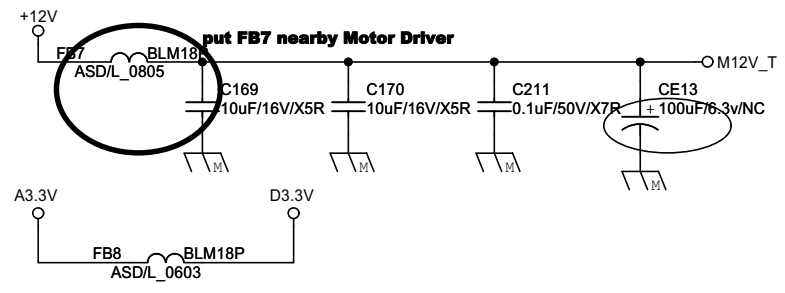 +12V
put FB7 nearby Motor Driver
FB7 BLM18P
ASD/L_0805
M12V_T
C169
10uF/16V/X5R
C170
10uF/16V/X5R
C211
0.1uF/50V/X7R
CE13
+ 100uF/6.3v/NC
M
M
M
M
A3.3V
D3.3V
FB8 BLM18P
ASD/L_0603